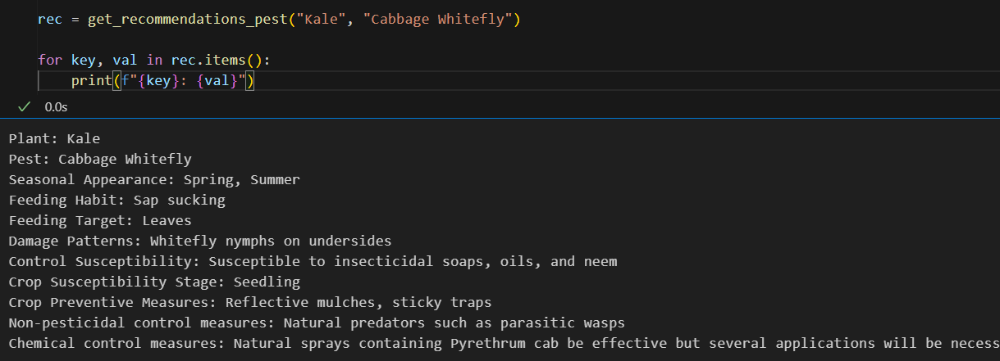 rec = get_recommendations_pest("Kale", "Cabbage Whitefly")
for key, val in rec.items():
print(f"{key}: {val}")
0.0s
Plant: Kale
Pest: Cabbage Whitefly
Seasonal Appearance: Spring, Summer
Feeding Habit: Sap sucking
Feeding Target: Leaves
Damage Patterns: Whitefly nymphs on undersides
Control Susceptibility: Susceptible to insecticidal soaps, oils, and neem
Crop Susceptibility Stage: Seedling
Crop Preventive Measures: Reflective mulches, sticky traps
Non-pesticidal control measures: Natural predators such as parasitic wasps
Chemical control measures: Natural sprays containing Pyrethrum cab be effective but several applications will be necess